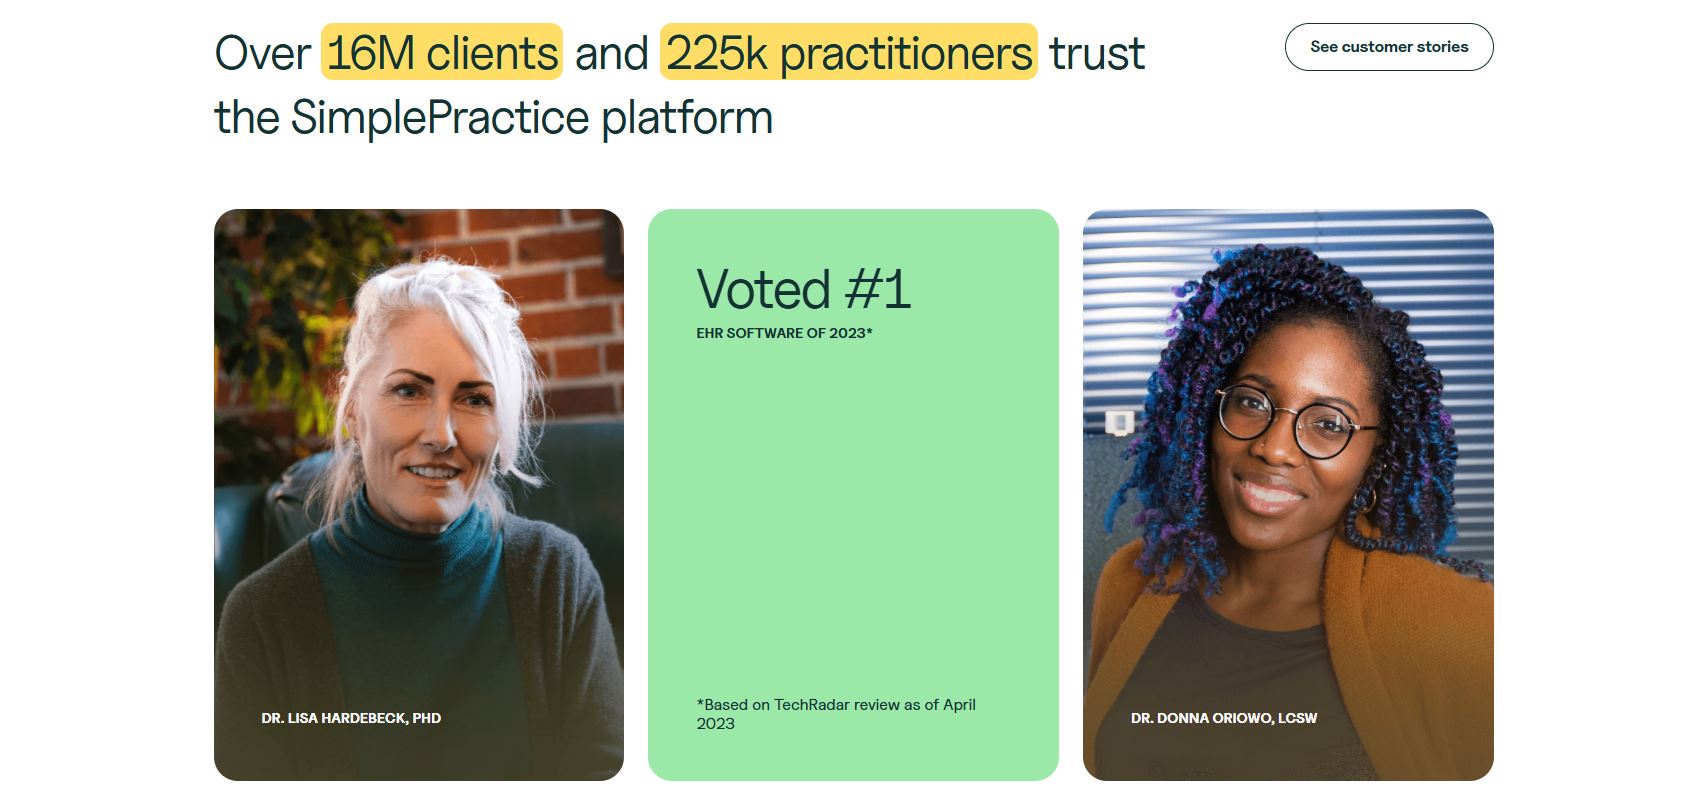 Over 16M clients and 225k practitioners trust
the SimplePractice platform
See customer stories
Voted #1
EHR SOFTWARE OF 2023*
*Based on TechRadar review as of April
2023
DR. LISA HARDEBECK, PHD
DR. DONNA ORIOWO, LCSW